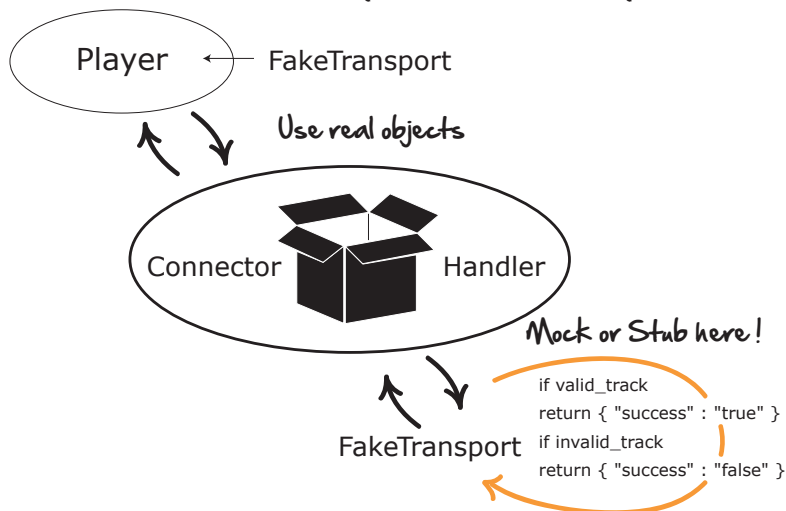 Player
FakeTransport
Use real objects
Connector
Handler
Mock or Stub here!
if valid_track
return { "success" : "true" }
if invalid_track
return { "success" : "false" }
FakeTransport